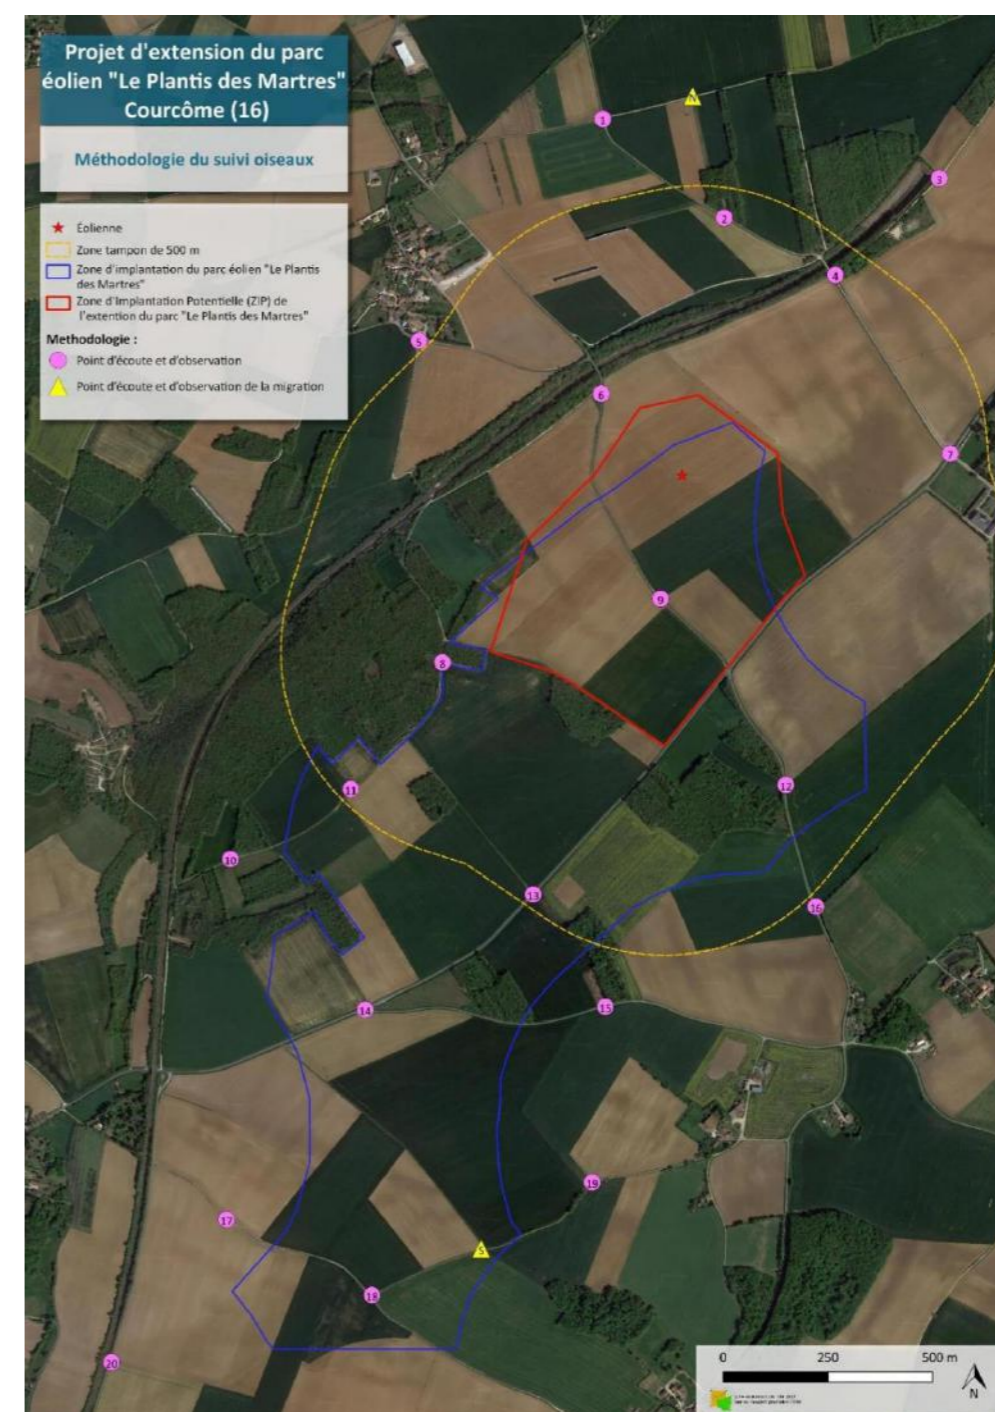 Projet d'extension du parc
éolien "Le Plantis des Martres"
Courcôme (16)
Méthodologie du suivi oiseaux
Éolienne
Zone tampon de 500 m
Zone d'implantation du parc éolien "Le Plantis
des Martres"
Zone d'Implantation Potentielle (ZIP) de
l'extention du parc "Le Plantis des Martres"
Methodologie :
Point d'écoute et d'observation
Point d'écoute et d'observation de la migration
N
1
3
2
4
5
6
7
9
8
12
11
10
13
16
14
15
19
17
S
18
20
0 250 500 m
N